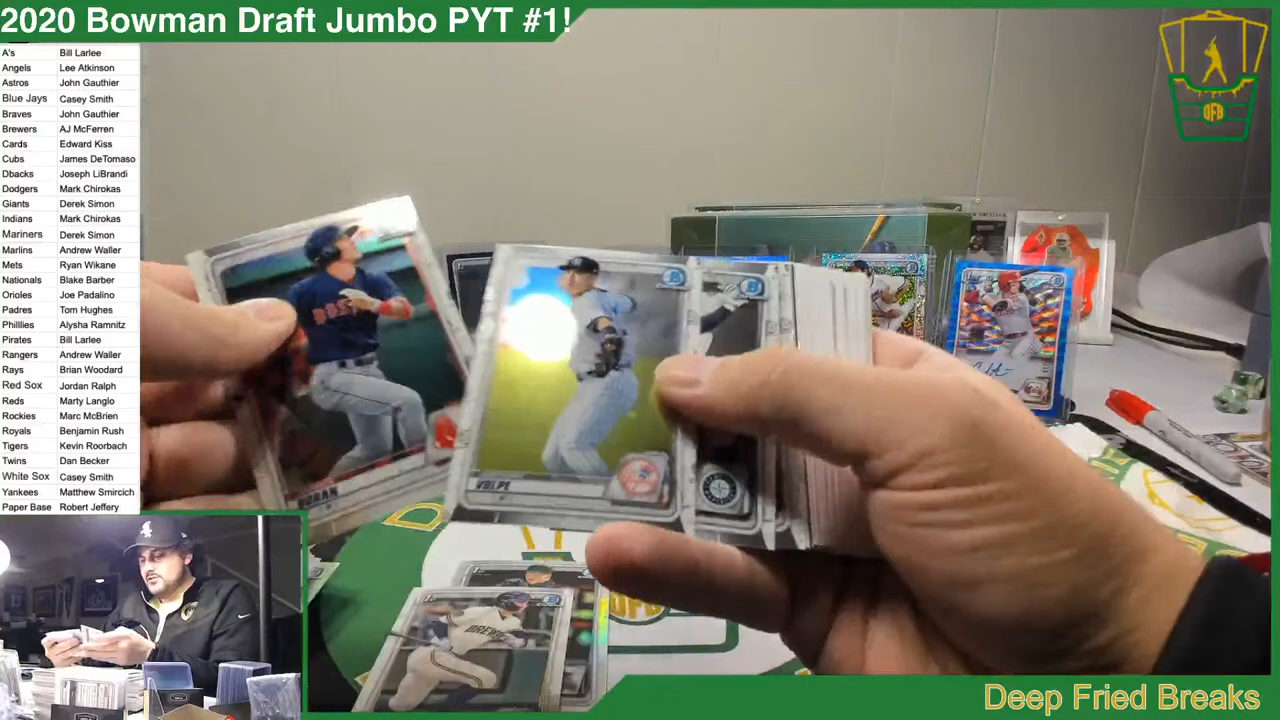 2020 Bowman Draft Jumbo PYT #1!
A's Bill Larlee
Angels Lee Atkinson
Astros John Gauthier
Blue Jays Casey Smith
Braves John Gauthier
Brewers AJ McFerren
Cards Edward Kiss
Cubs James DeTomaso
Dbacks Joseph LiBrandi
Dodgers Mark Chirokas
Giants Derek Simon
Indians Mark Chirokas
Mariners Derek Simon
Marlins Andrew Waller
Mets Ryan Wikane
Nationals Blake Barber
Orioles Joe Padalino
Padres Tom Hughes
Philllies Alysha Ramnitz
Pirates Bill Larlee
Rangers Andrew Waller
Rays Brian Woodard
Red Sox Jordan Ralph
Reds Marty Langlo
Rockies Marc McBrien
Royals Benjamin Rush
Tigers Kevin Roorbach
Twins Dan Becker
White Sox Casey Smith
Yankees Matthew Smircich
Paper Base Robert Jeffery
DFB
VOLPE
DFB
BREWE
Deep Fried Breaks